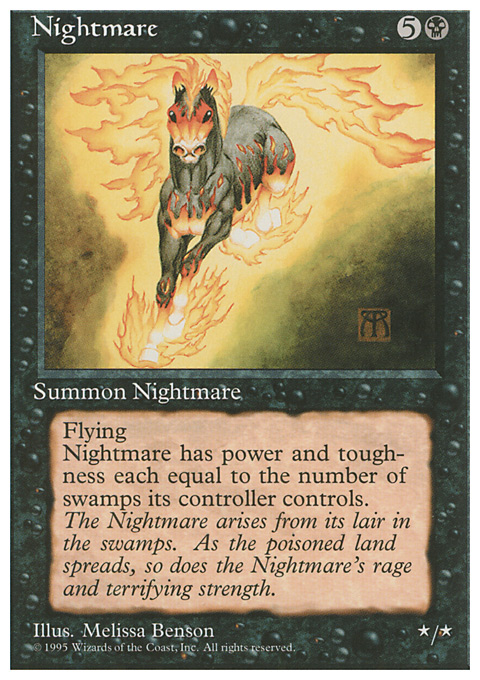 Nightmare 5
Summon Nightmare
Flying
Nightmare has power and tough-
ness each equal to the number of
swamps its controller controls.
The Nightmare arises from its lair in
the swamps. As the poisoned land
spreads, so does the Nightmare's rage
and terrifying strength.
Illus. Melissa Benson
© 1995 Wizards of the Coast, Inc. All rights reserved.
*/*